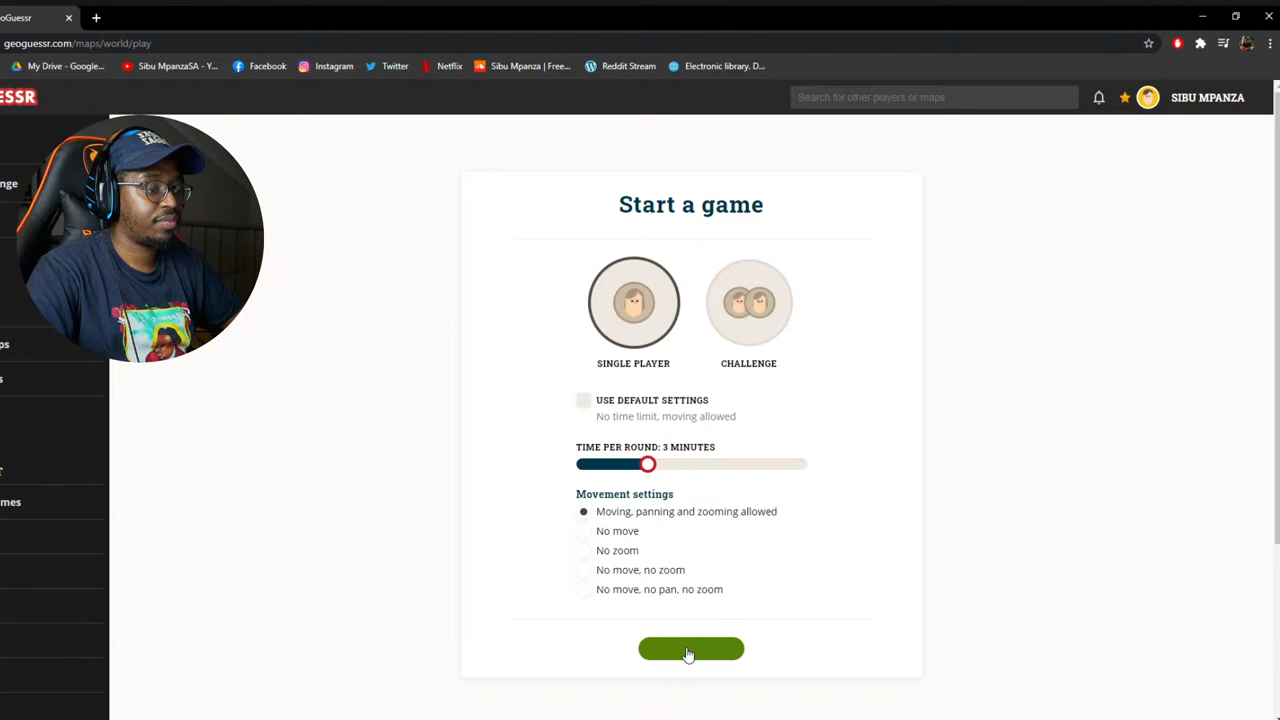 oGuessr
geoguessr.com/maps/world/play
My Drive - Google... Sibu MpanzaSA - Y... Facebook Instagram Twitter Netflix Sibu Mpanza | Free... Reddit Stream Electronic library. D...
ESSR Search for other players or maps SIBU MPANZA
nge
ps
s
T
mes
Start a game
SINGLE PLAYER CHALLENGE
USE DEFAULT SETTINGS
No time limit, moving allowed
TIME PER ROUND: 3 MINUTES
Movement settings
Moving, panning and zooming allowed
No move
No zoom
No move, no zoom
No move, no pan, no zoom